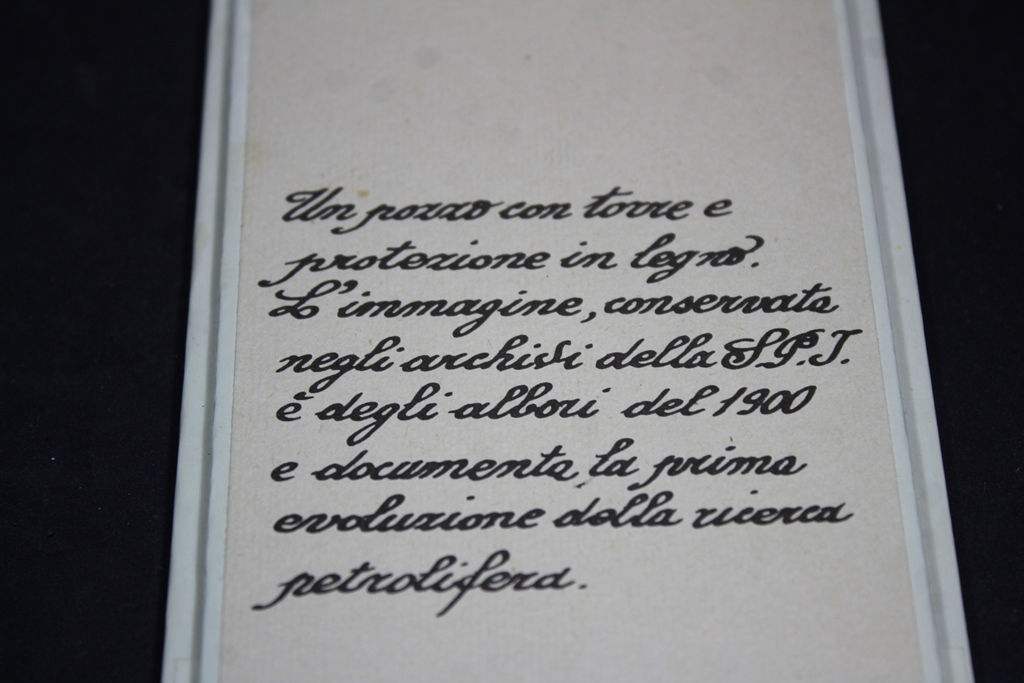 Un pozzo con torre e
protezione in legno.
L'immagine, conservata
negli archivi della S.P.I.
è degli albori del 1900
e documenta la prima
evoluzione della ricerca
petrolifera.